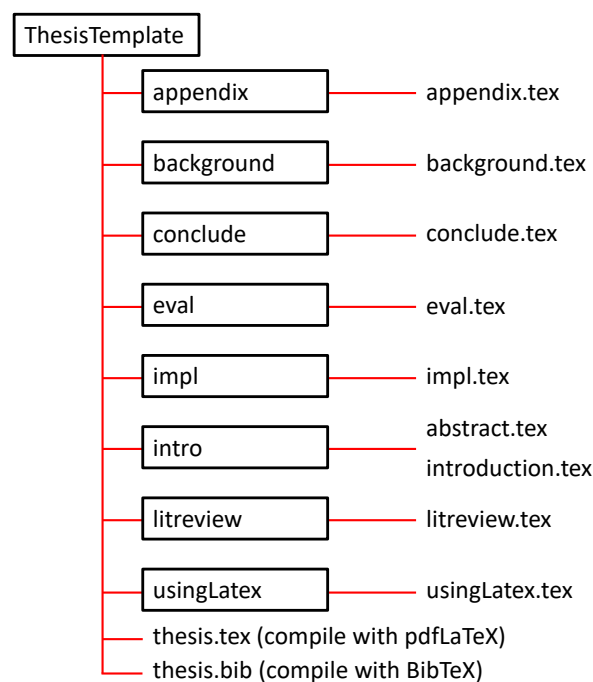 ThesisTemplate
appendix appendix.tex
background background.tex
conclude conclude.tex
eval eval.tex
impl impl.tex
abstract.tex
intro
introduction.tex
litreview litreview.tex
usingLatex usingLatex.tex
thesis.tex (compile with pdfLaTeX)
thesis.bib (compile with BibTeX)